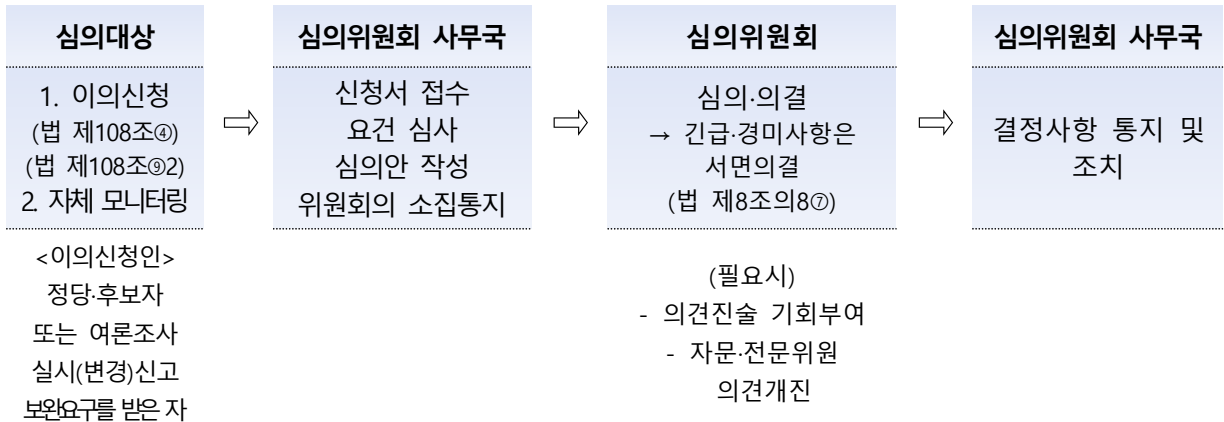 심의대상
1. 이의신청
(법 제108조④)
(법 제108조⑨2)
2. 자체 모니터링
<이의신청인>
정당·후보자
또는 여론조사
실시(변경)신고
보완요구를 받은 자
⇨
심의위원회 사무국
신청서 접수
요건 심사
심의안 작성
위원회의 소집통지
⇨
심의위원회
심의·의결
→ 긴급·경미사항은
서면의결
(법 제8조의8⑦)
(필요시)
- 의견진술 기회부여
- 자문·전문위원
의견개진
⇨
심의위원회 사무국
결정사항 통지 및
조치